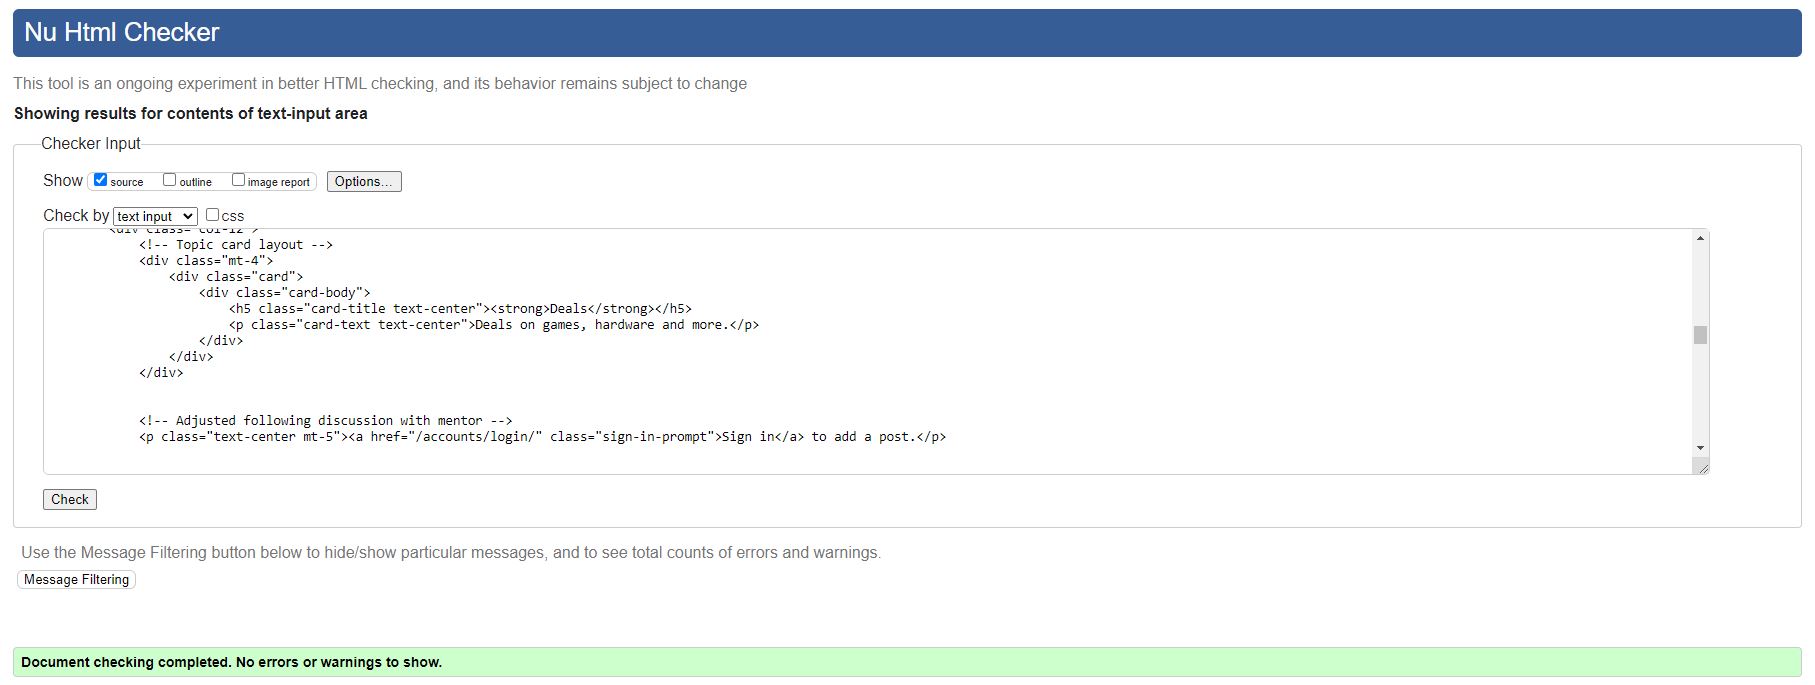 Nu Html Checker
This tool is an ongoing experiment in better HTML checking, and its behavior remains subject to change
Showing results for contents of text-input area
Checker Input
Show source outline image report Options...
Check by text input css
<div class="col-12">
<!-- Topic card layout -->
<div class="mt-4">
<div class="card">
<div class="card-body">
<h5 class="card-title text-center"><strong>Deals</strong></h5>
<p class="card-text text-center">Deals on games, hardware and more.</p>
</div>
</div>
</div>
<!-- Adjusted following discussion with mentor -->
<p class="text-center mt-5"><a href="/accounts/login/" class="sign-in-prompt">Sign in</a> to add a post.</p>
Check
Use the Message Filtering button below to hide/show particular messages, and to see total counts of errors and warnings.
Message Filtering
Document checking completed. No errors or warnings to show.